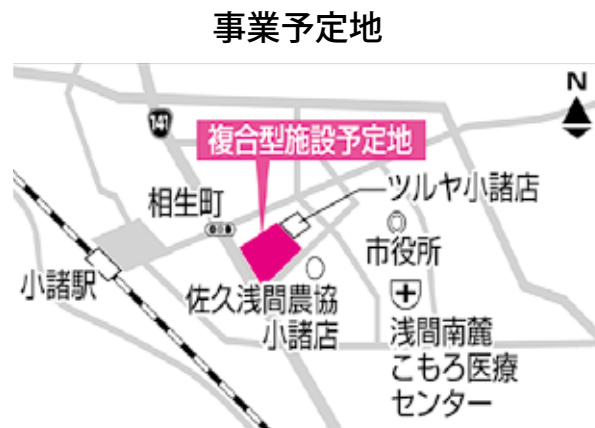 事業予定地
N
141
複合型施設予定地
相生町
ツルヤ小諸店
市役所
小諸駅
佐久浅間農協
小諸店
浅間南麓
こもろ医療
センター